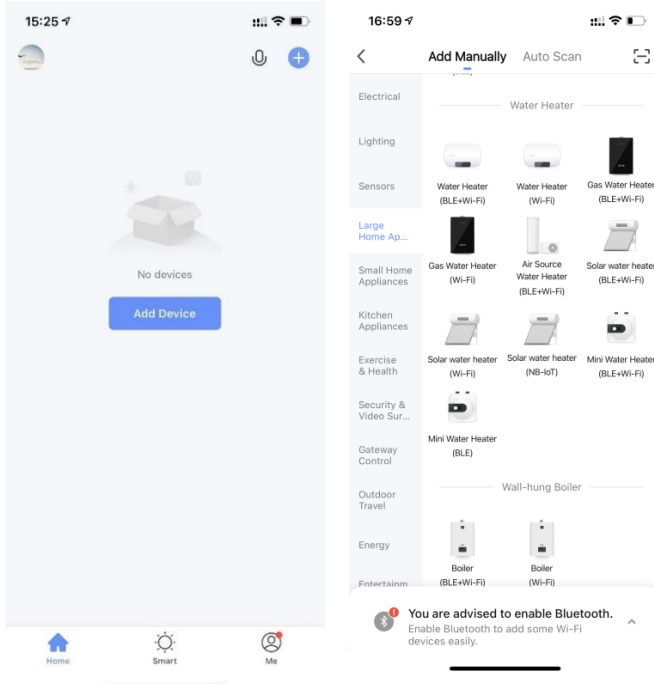 15:25
No devices
Add Device
Home
Smart
Me
16:59
Add Manually
Auto Scan
Electrical
Lighting
Sensors
Large
Home Ap...
Small Home
Appliances
Kitchen
Appliances
Exercise
& Health
Security &
Video Sur...
Gateway
Control
Outdoor
Travel
Energy
Water Heater
Water Heater
(BLE+Wi-Fi)
Water Heater
(Wi-Fi)
Gas Water Heater
(BLE+Wi-Fi)
Gas Water Heater
(Wi-Fi)
Air Source
Water Heater
(BLE+Wi-Fi)
Solar water heater
(BLE+Wi-Fi)
Solar water heater
(Wi-Fi)
Solar water heater
(NB-IoT)
Mini Water Heater
(BLE+Wi-Fi)
Mini Water Heater
(BLE)
Wall-hung Boiler
Boiler
(BLE+Wi-Fi)
Boiler
(Wi-Fi)
You are advised to enable Bluetooth.
Enable Bluetooth to add some Wi-Fi
devices easily.